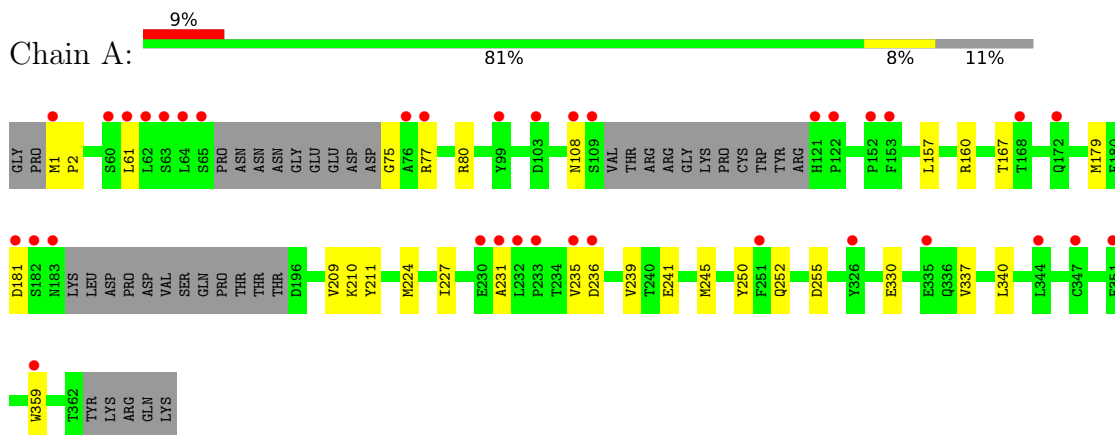 9%
Chain A:
81% 8% 11%
GLY PRO M1 P2 S60 L61 L62 S63 L64 S65 PRO ASN ASN ASN GLY GLU GLU ASP ASP G75 A76 R77 R80 Y99 D103 N108 S109 VAL THR ARG ARG GLY LYS PRO CYS TRP TYR ARG H121 P122 P152 F153 L157 R160 T167 T168 Q172 M179
D181 S182 N183 LYS LEU ASP PRO ASP VAL SER GLN PRO THR THR THR D196 V209 K210 Y211 M224 I227 E230 A231 L232 P233 T234 V235 D236 V239 T240 E241 M245 Y250 F251 Q252 D255 Y326 E330 E335 Q336 V337 L340 L344 C347
W359 T362 TYR LYS ARG GLN LYS